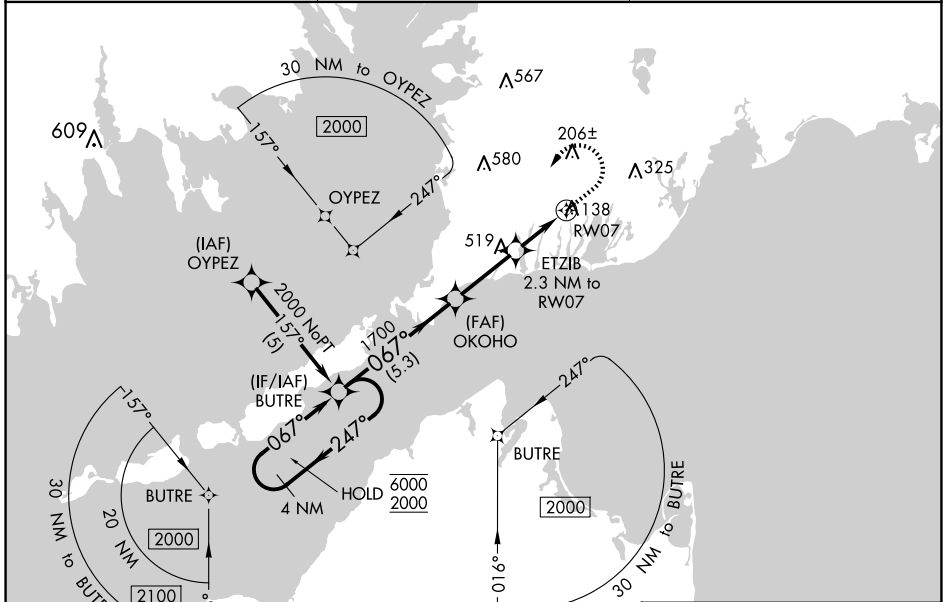 30 NM to OYPEZ
567
2000
609
206±
157°
580
325
247°
OYPEZ
138
RW07
519
(IAF)
OYPEZ
ETZIB
2.3 NM to
RW07
2000 NoPT
157°
(5)
(FAF)
OKOHO
1700
067°
(5.3)
(IF/IAF)
BUTRE
247°
157°
067°
247°
BUTRE
HOLD
6000
2000
4 NM
BUTRE
2000
30 NM to BUTRE
20 NM
2000
2100
016°
30 NM to BUTRE